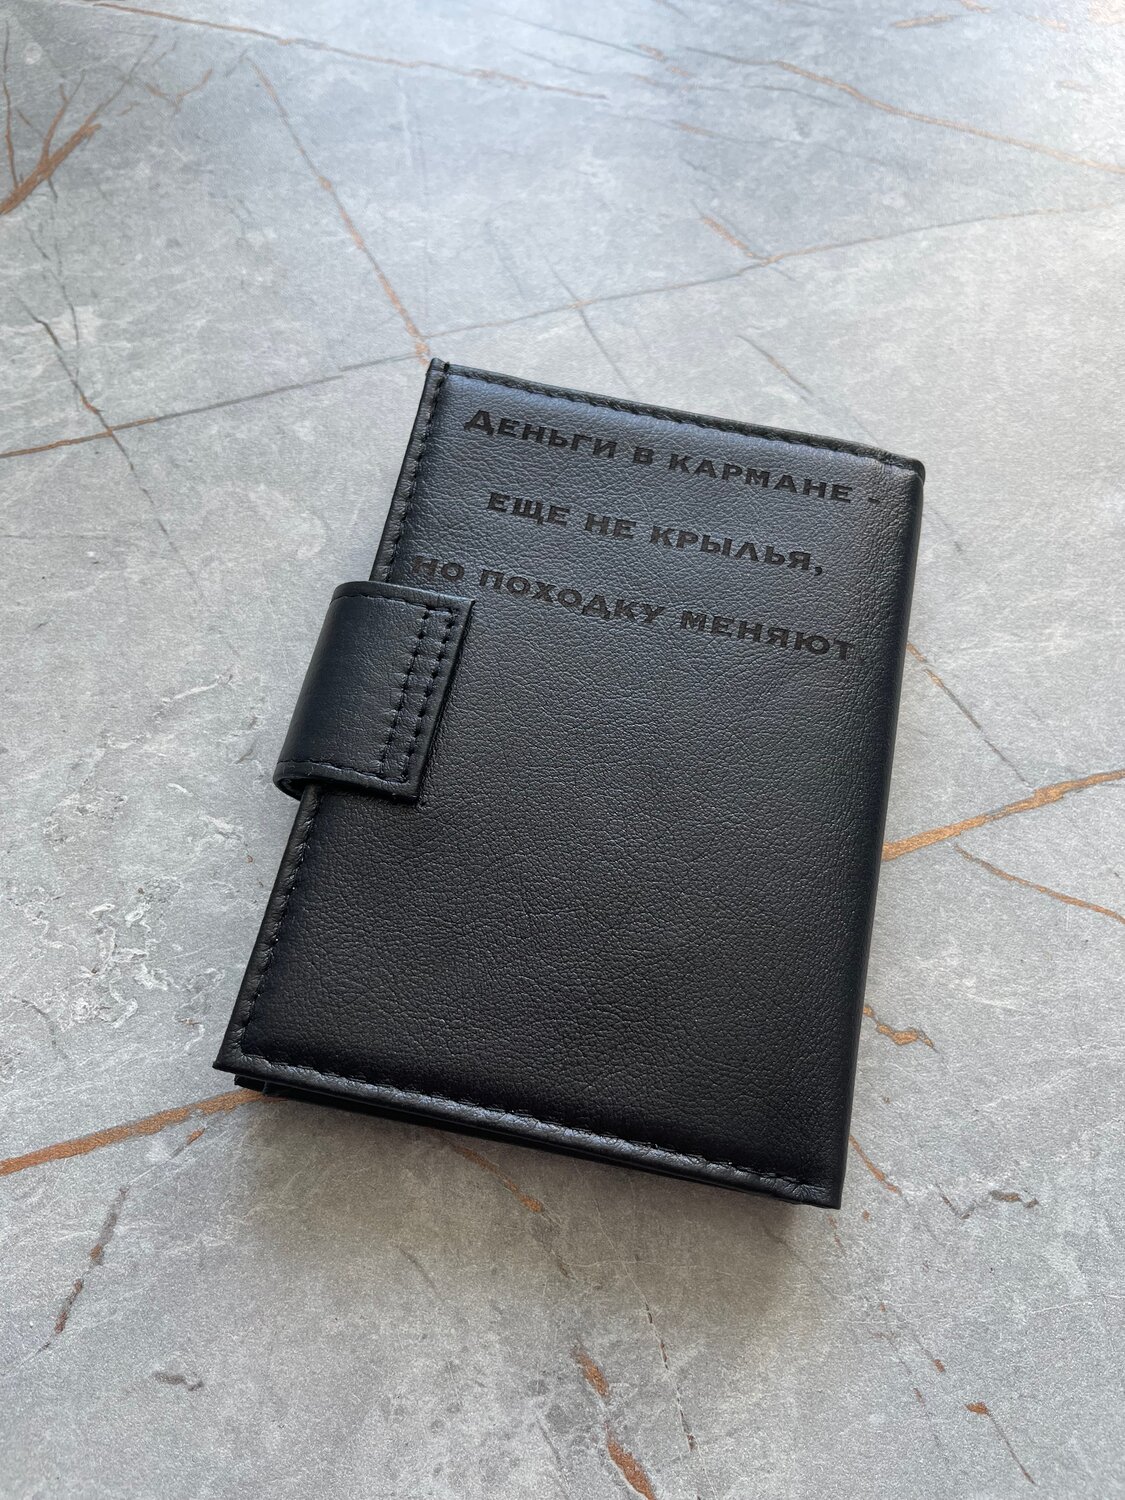 Деньги в кармане -
еще не крылья,
но походку меняют.